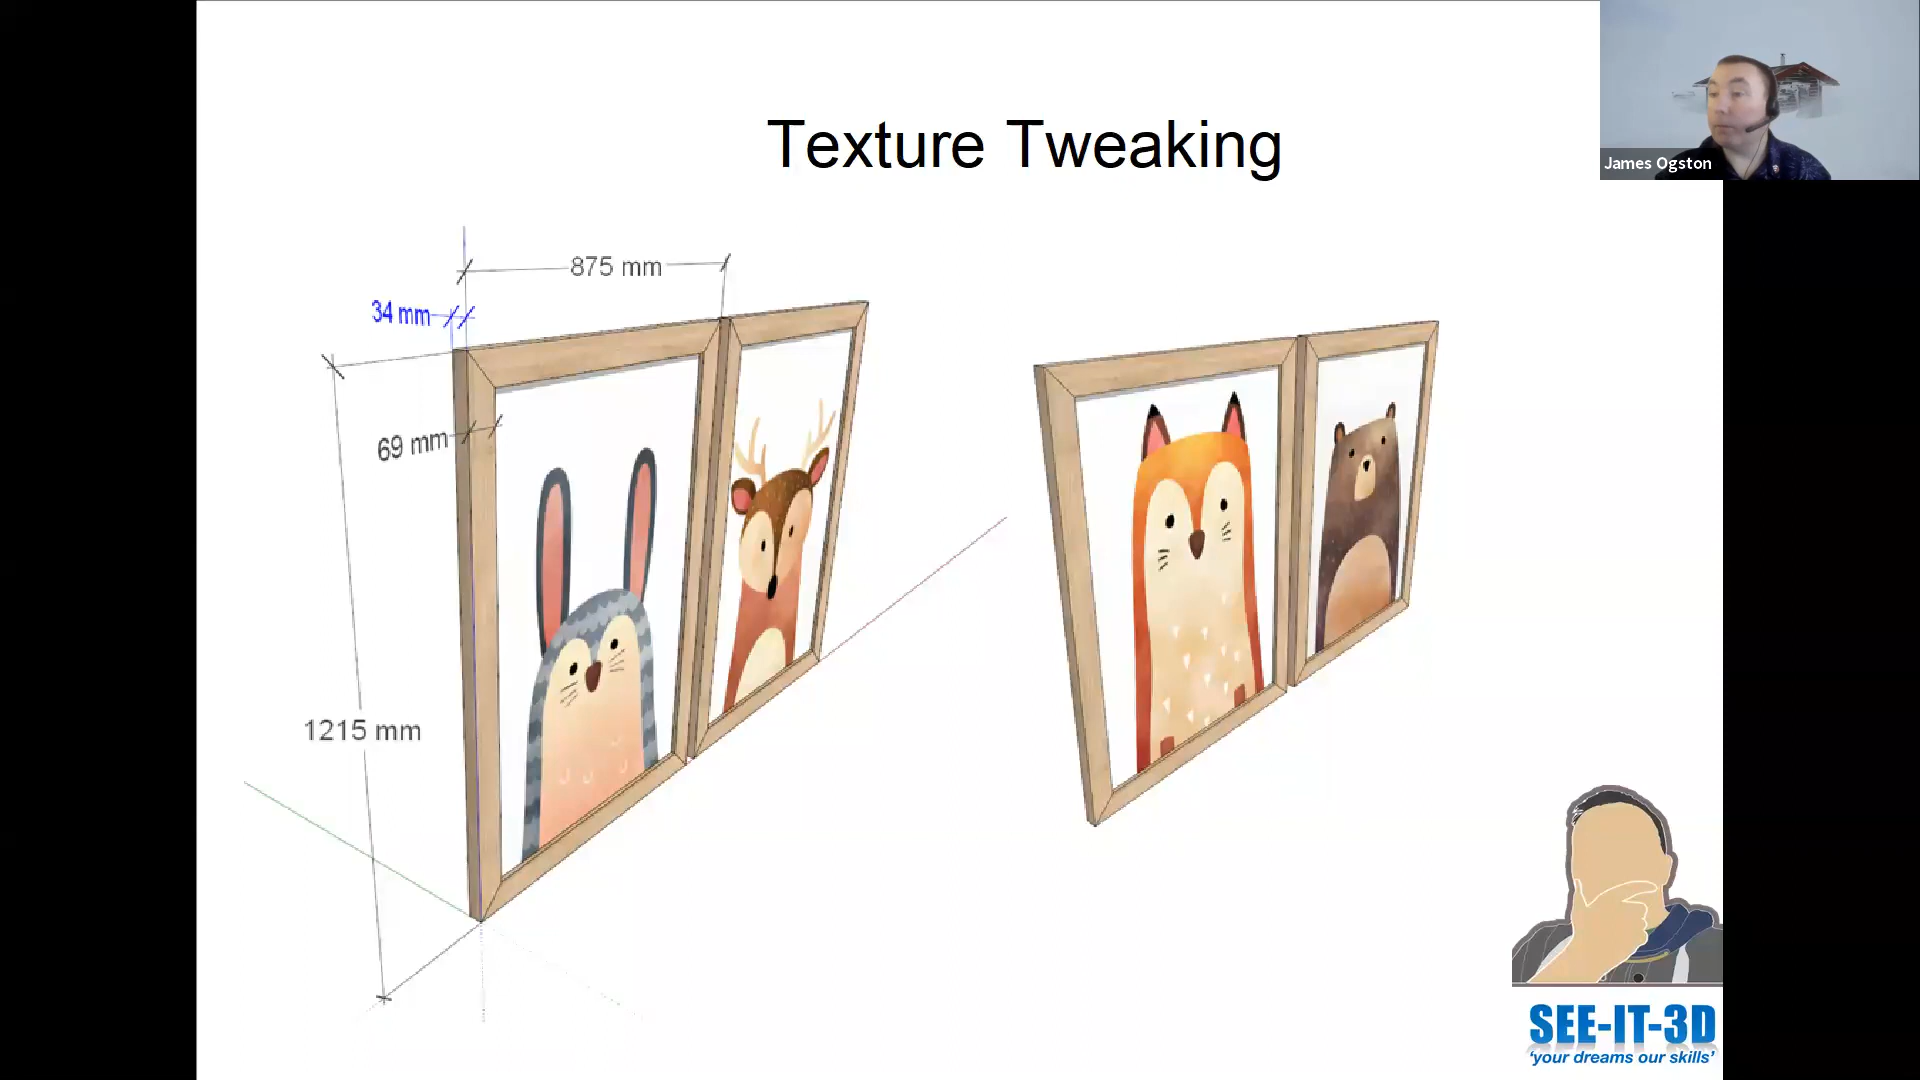 Texture Tweaking
James Ogston
875 mm
34 mm
69 mm
1215 mm
SEE-IT-3D
'your dreams our skills'